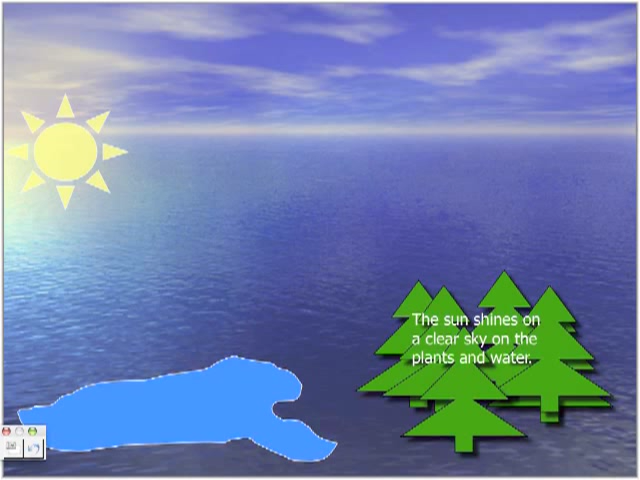 The sun shines on
a clear sky on the
plants and water.